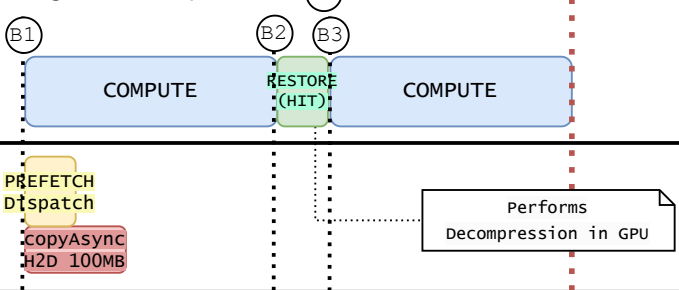 B1
B2
B3
COMPUTE
RESTORE
(HIT)
COMPUTE
PREFETCH
Dispatch
copyAsync
H2D 100MB
Performs
Decompression in GPU